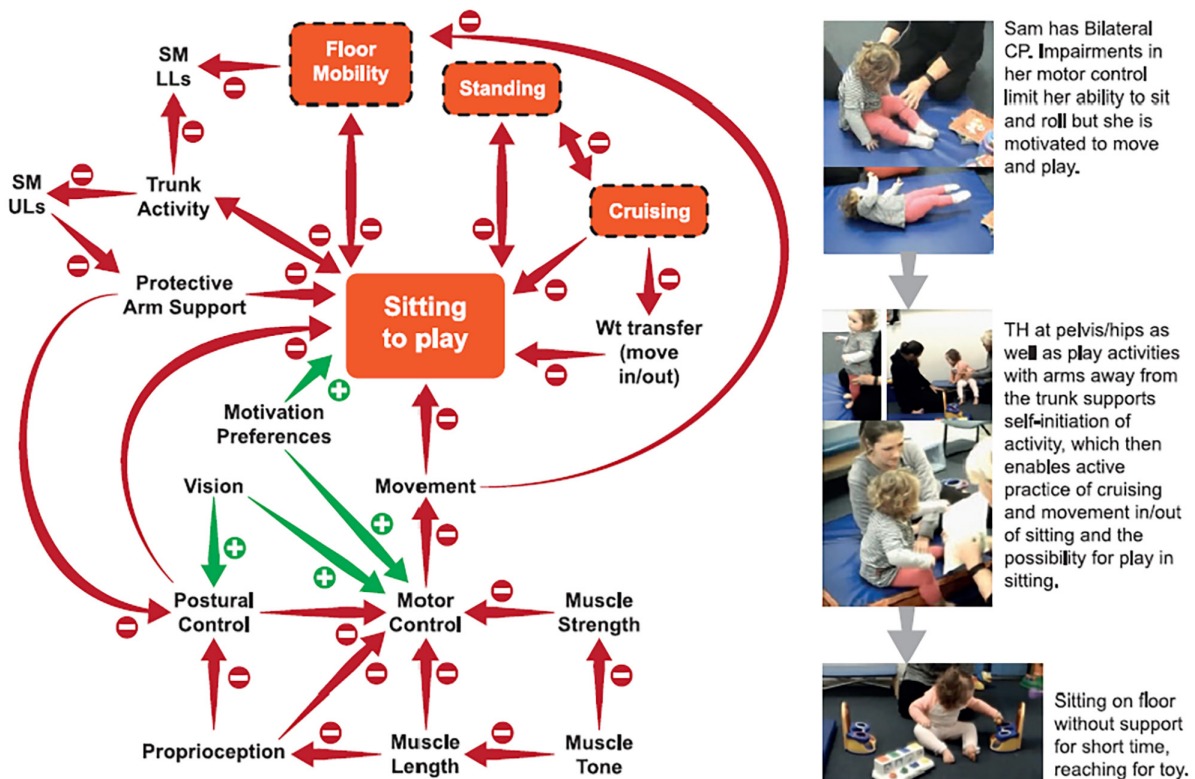 SM
LLs
Floor
Mobility
Standing
SM
ULs
Trunk
Activity
Cruising
Protective
Arm Support
Sitting
to play
Wt transfer
(move
in/out)
Motivation
Preferences
Vision
Movement
Postural
Control
Motor
Control
Muscle
Strength
Proprioception
Muscle
Length
Muscle
Tone
Sam has Bilateral
CP. Impairments in
her motor control
limit her ability to sit
and roll but she is
motivated to move
and play.
TH at pelvis/hips as
well as play activities
with arms away from
the trunk supports
self-initiation of
activity, which then
enables active
practice of cruising
and movement in/out
of sitting and the
possibility for play in
sitting.
Sitting on floor
without support
for short time,
reaching for toy.